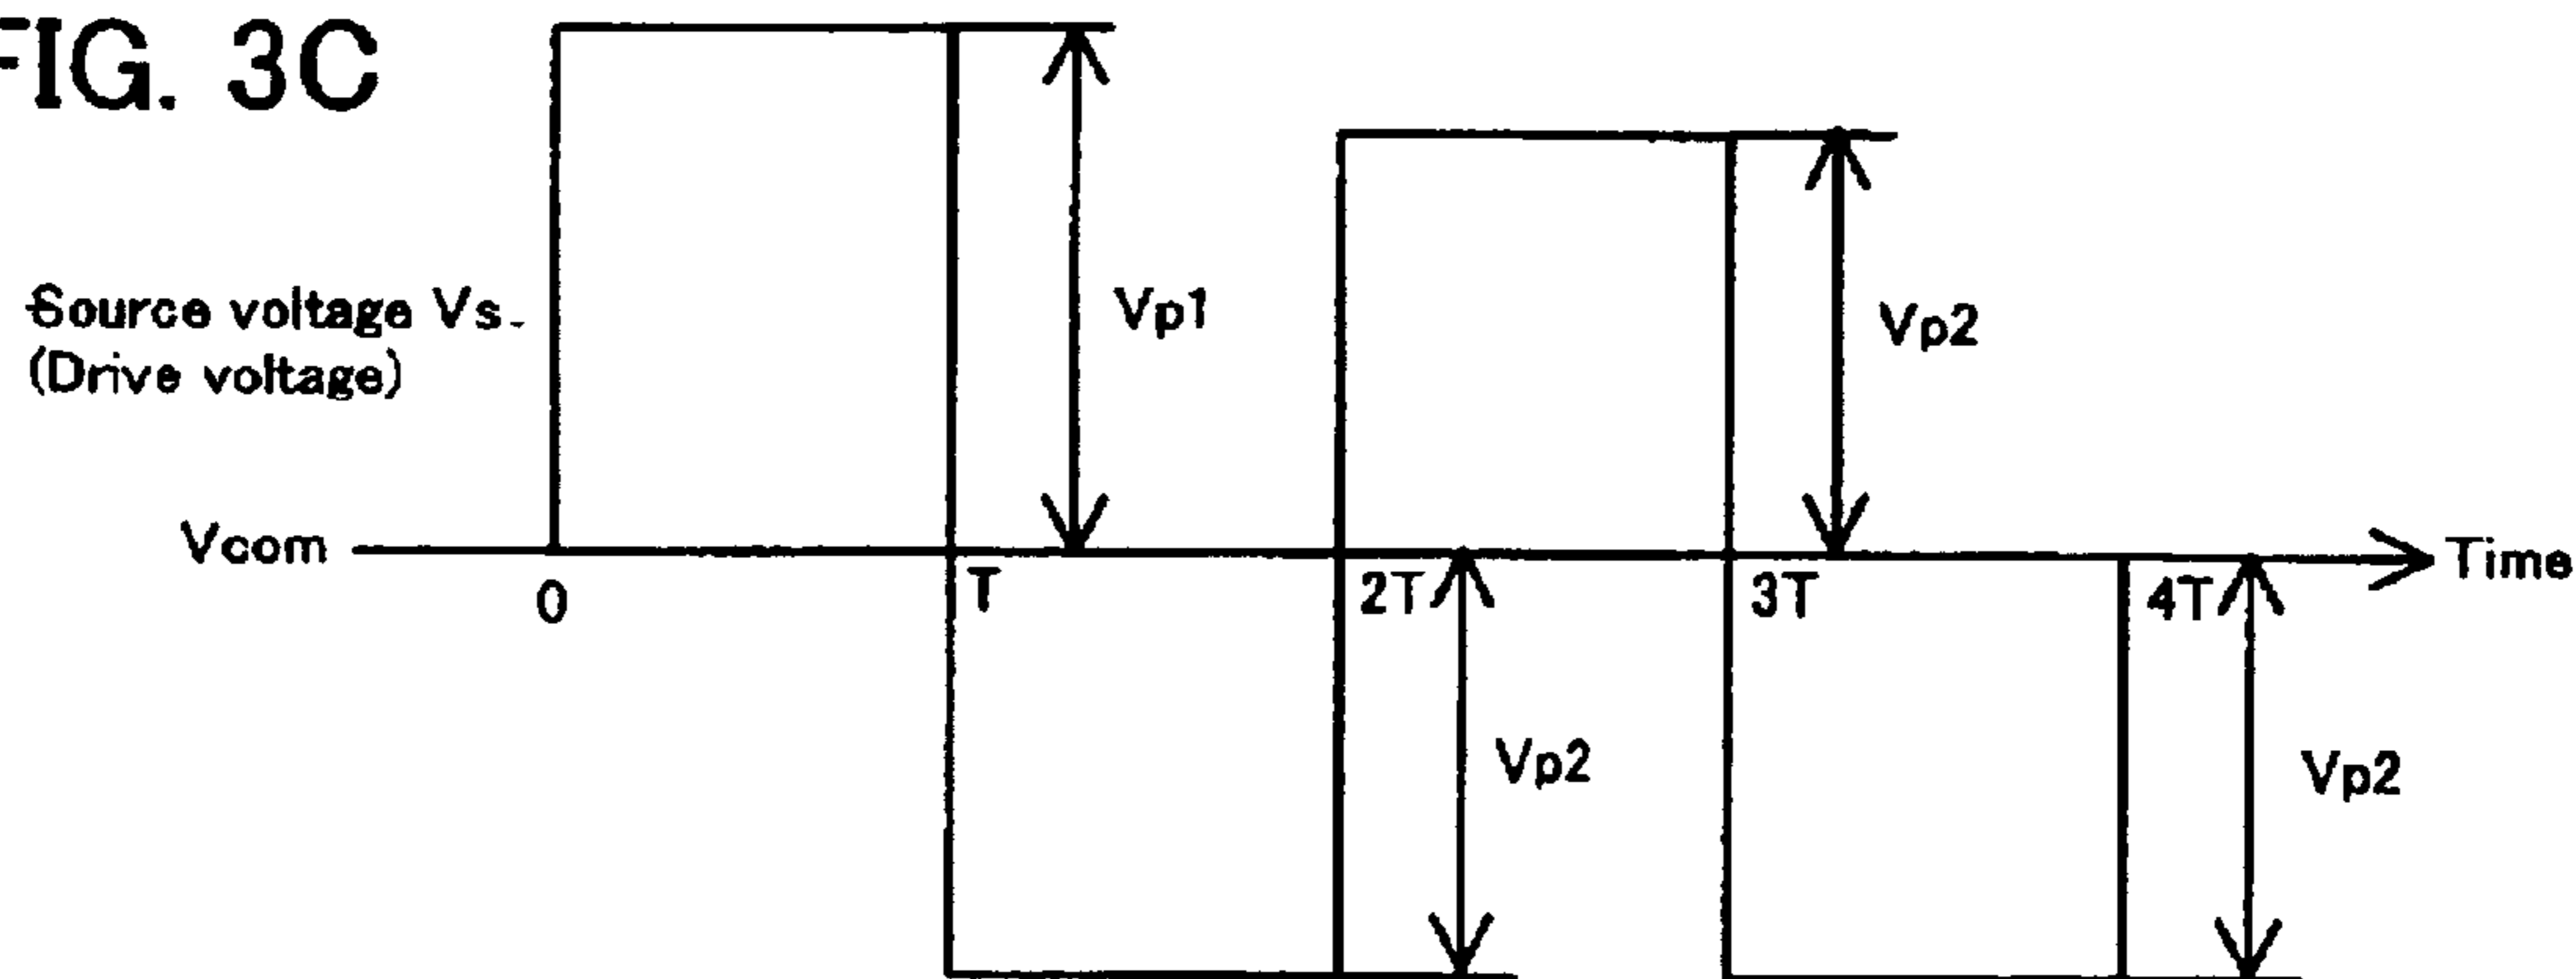 FIG. 3C
Source voltage Vs
(Drive voltage)
Vp1
Vp2
Vcom
Time
0
T
2T
3T
4T
Vp2
Vp2